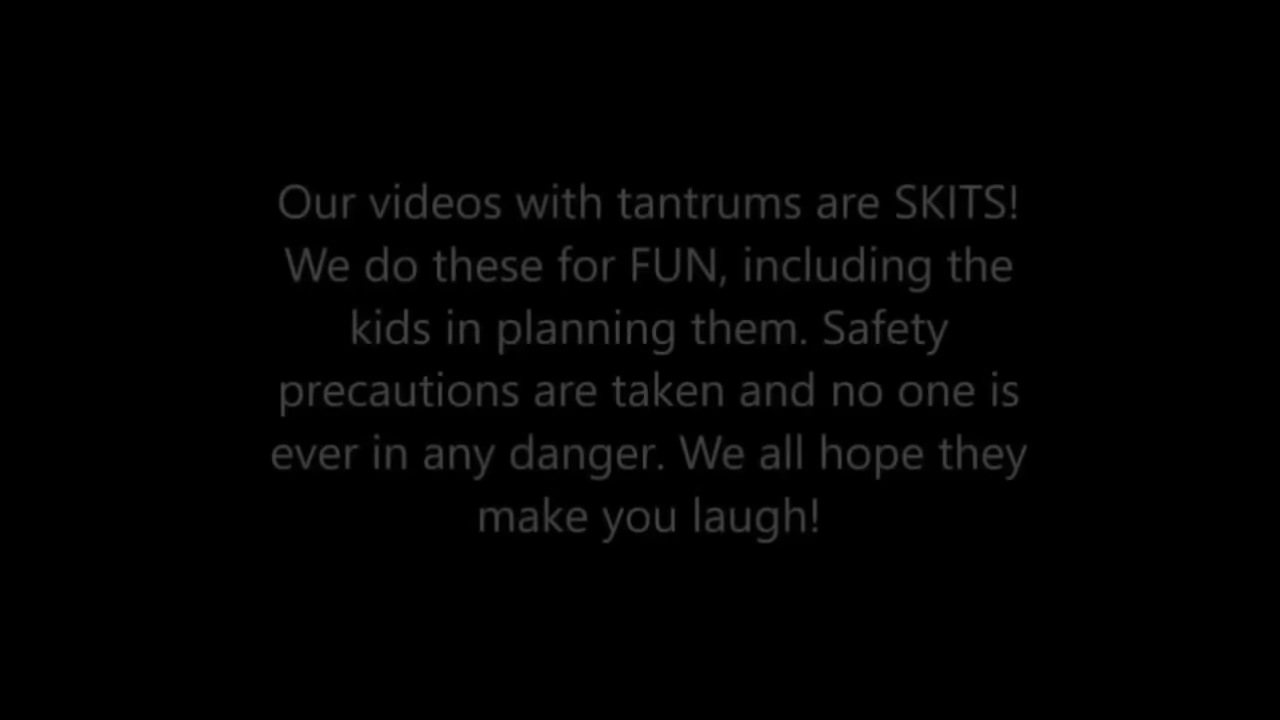 Our videos with tantrums are SKITS!
We do these for FUN, including the
kids in planning them. Safety
precautions are taken and no one is
ever in any danger. We all hope they
make you laugh!